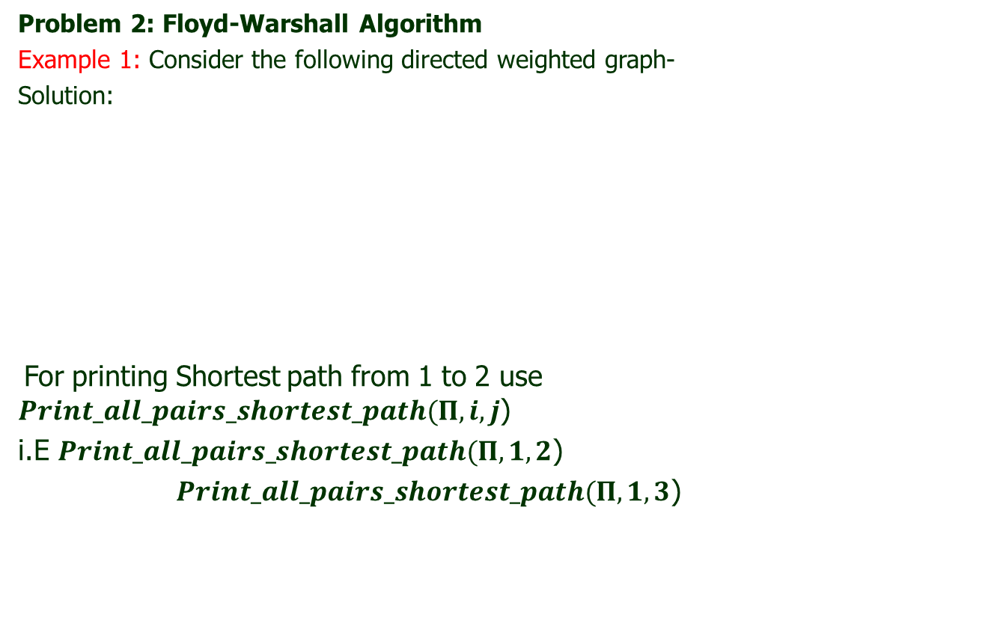 Problem 2: Floyd-Warshall Algorithm
Example 1: Consider the following directed weighted graph-
Solution:
For printing Shortest path from 1 to 2 use
Print_all_pairs_shortest_path(Π, i, j)
i.E Print_all_pairs_shortest_path(Π, 1, 2)
Print_all_pairs_shortest_path(Π, 1, 3)